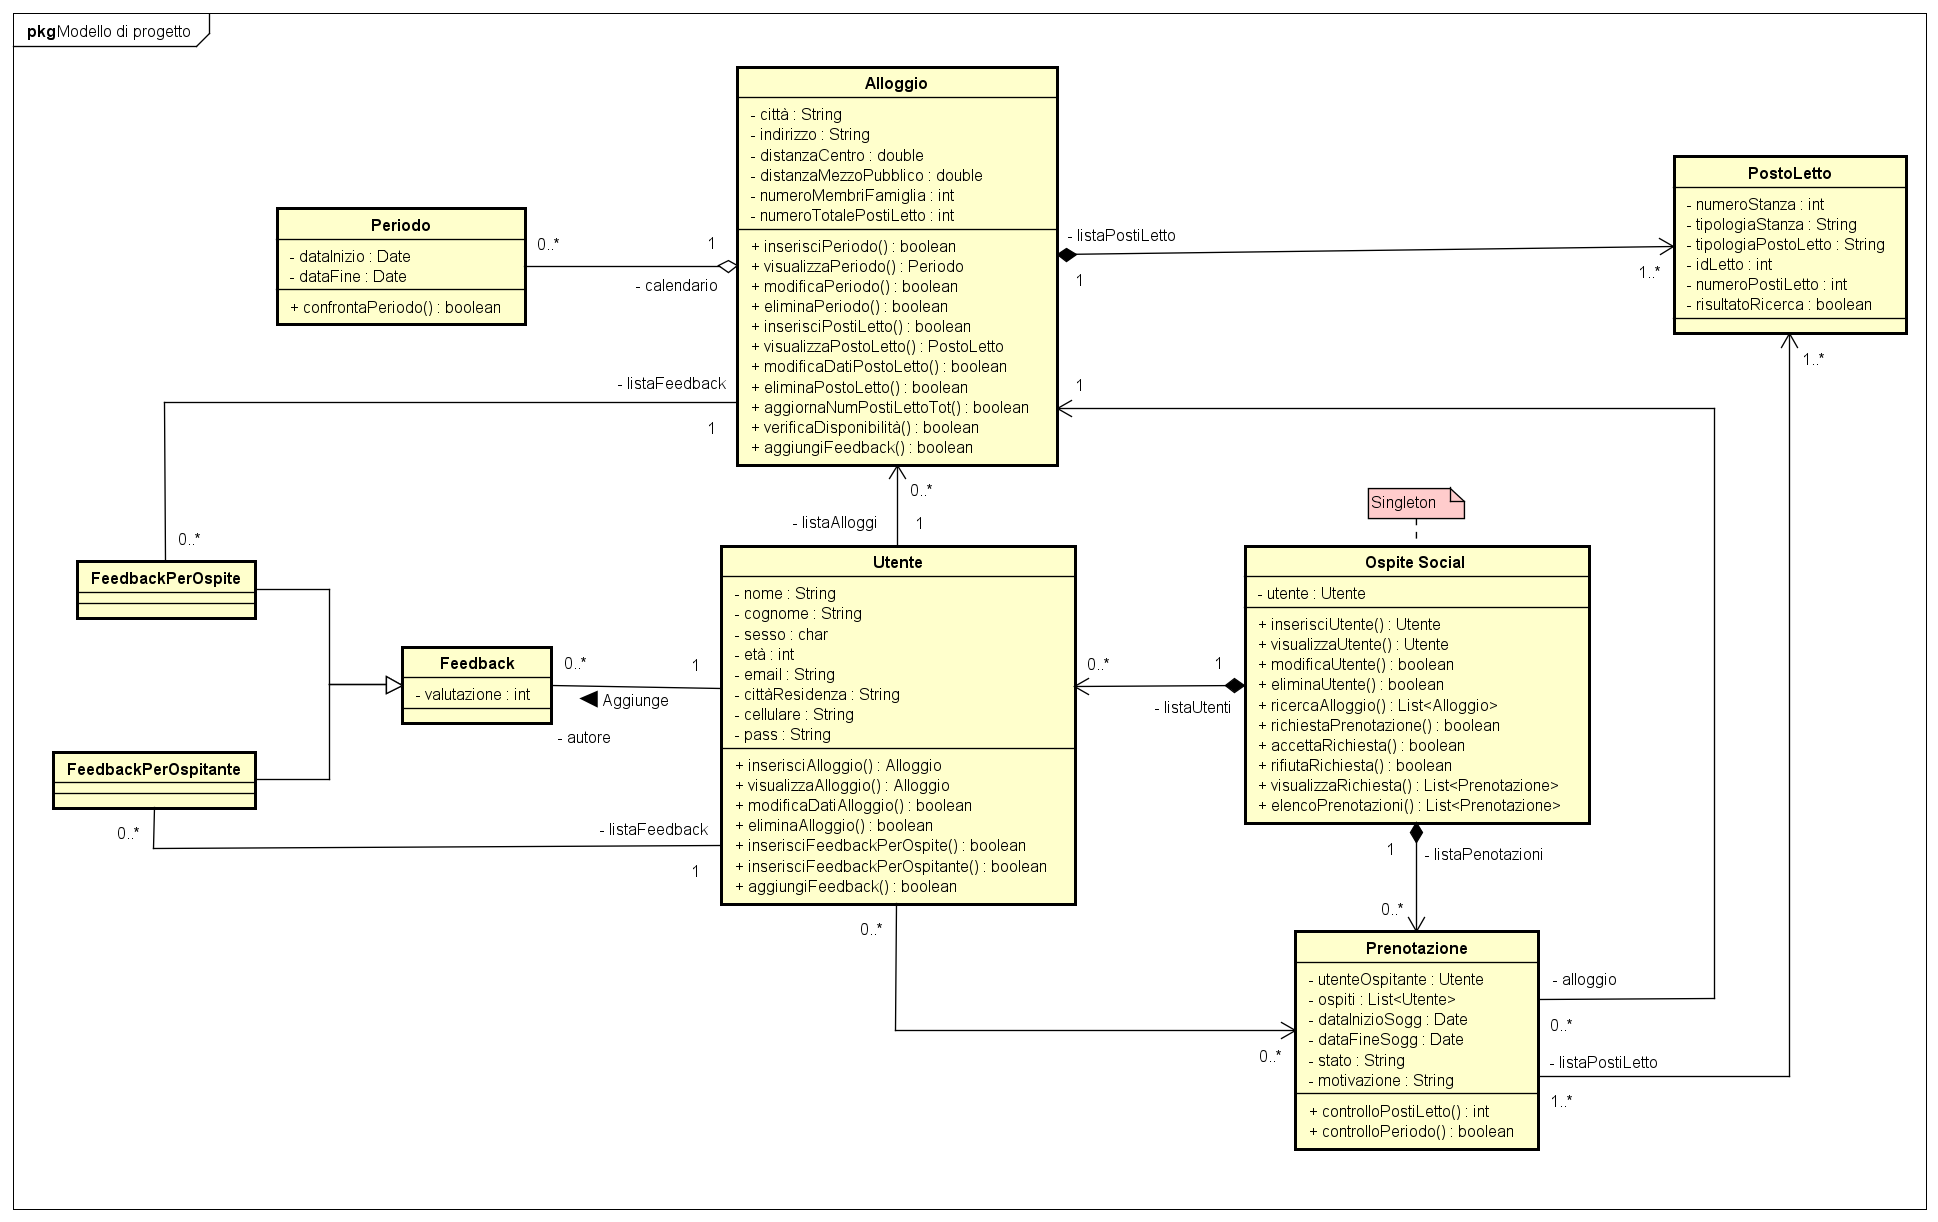 pkg Modello di progetto
Alloggio
- città : String
- indirizzo : String
- distanzaCentro : double
- distanzaMezzoPubblico : double
- numeroMembriFamiglia : int
- numeroTotalePostiLetto : int
+ inserisciPeriodo() : boolean
+ visualizzaPeriodo() : Periodo
+ modificaPeriodo() : boolean
+ eliminaPeriodo() : boolean
+ inserisciPostiLetto() : boolean
+ visualizzaPostoLetto() : PostoLetto
+ modificaDatiPostoLetto() : boolean
+ eliminaPostoLetto() : boolean
+ aggiornaNumPostiLettoTot() : boolean
+ verificaDisponibilità() : boolean
+ aggiungiFeedback() : boolean
Periodo
- dataInizio : Date
- dataFine : Date
+ confrontaPeriodo() : boolean
0..*
1
- calendario
- listaPostiLetto
1
1..*
PostoLetto
- numeroStanza : int
- tipologiaStanza : String
- tipologiaPostoLetto : String
- idLetto : int
- numeroPostiLetto : int
- risultatoRicerca : boolean
1..*
- listaFeedback
1
1
0..*
- listaAlloggi
0..*
1
Singleton
FeedbackPerOspite
Feedback
- valutazione : int
FeedbackPerOspitante
0..*
1
Aggiunge
- autore
0..*
- listaFeedback
1
Utente
- nome : String
- cognome : String
- sesso : char
- età : int
- email : String
- cittàResidenza : String
- cellulare : String
- pass : String
+ inserisciAlloggio() : Alloggio
+ visualizzaAlloggio() : Alloggio
+ modificaDatiAlloggio() : boolean
+ eliminaAlloggio() : boolean
+ inserisciFeedbackPerOspite() : boolean
+ inserisciFeedbackPerOspitante() : boolean
+ aggiungiFeedback() : boolean
0..*
1
- listaUtenti
Ospite Social
- utente : Utente
+ inserisciUtente() : Utente
+ visualizzaUtente() : Utente
+ modificaUtente() : boolean
+ eliminaUtente() : boolean
+ ricercaAlloggio() : List<Alloggio>
+ richiestaPrenotazione() : boolean
+ accettaRichiesta() : boolean
+ rifiutaRichiesta() : boolean
+ visualizzaRichiesta() : List<Prenotazione>
+ elencoPrenotazioni() : List<Prenotazione>
1
- listaPenotazioni
0..*
0..*
0..*
Prenotazione
- utenteOspitante : Utente
- ospiti : List<Utente>
- dataInizioSogg : Date
- dataFineSogg : Date
- stato : String
- motivazione : String
+ controlloPostiLetto() : int
+ controlloPeriodo() : boolean
- alloggio
0..*
- listaPostiLetto
1..*